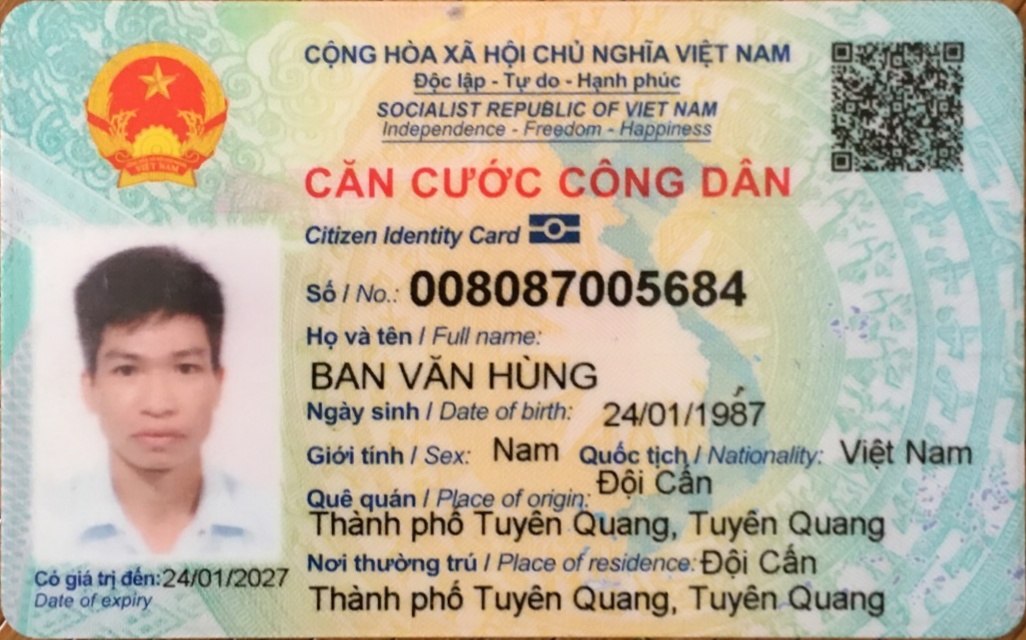 CỘNG HÒA XÃ HỘI CHỦ NGHĨA VIỆT NAM
Độc lập - Tự do - Hạnh phúc
SOCIALIST REPUBLIC OF VIET NAM
Independence - Freedom - Happiness
VIỆT NAM
CĂN CƯỚC CÔNG DÂN
Citizen Identity Card
Số / No.: 008087005684
Họ và tên / Full name:
BAN VĂN HÙNG
Ngày sinh / Date of birth: 24/01/1987
Giới tính / Sex: Nam Quốc tịch / Nationality: Việt Nam
Quê quán / Place of origin: Đội Cấn
Thành phố Tuyên Quang, Tuyên Quang
Nơi thường trú / Place of residence: Đội Cấn
Thành phố Tuyên Quang, Tuyên Quang
Có giá trị đến: 24/01/2027
Date of expiry